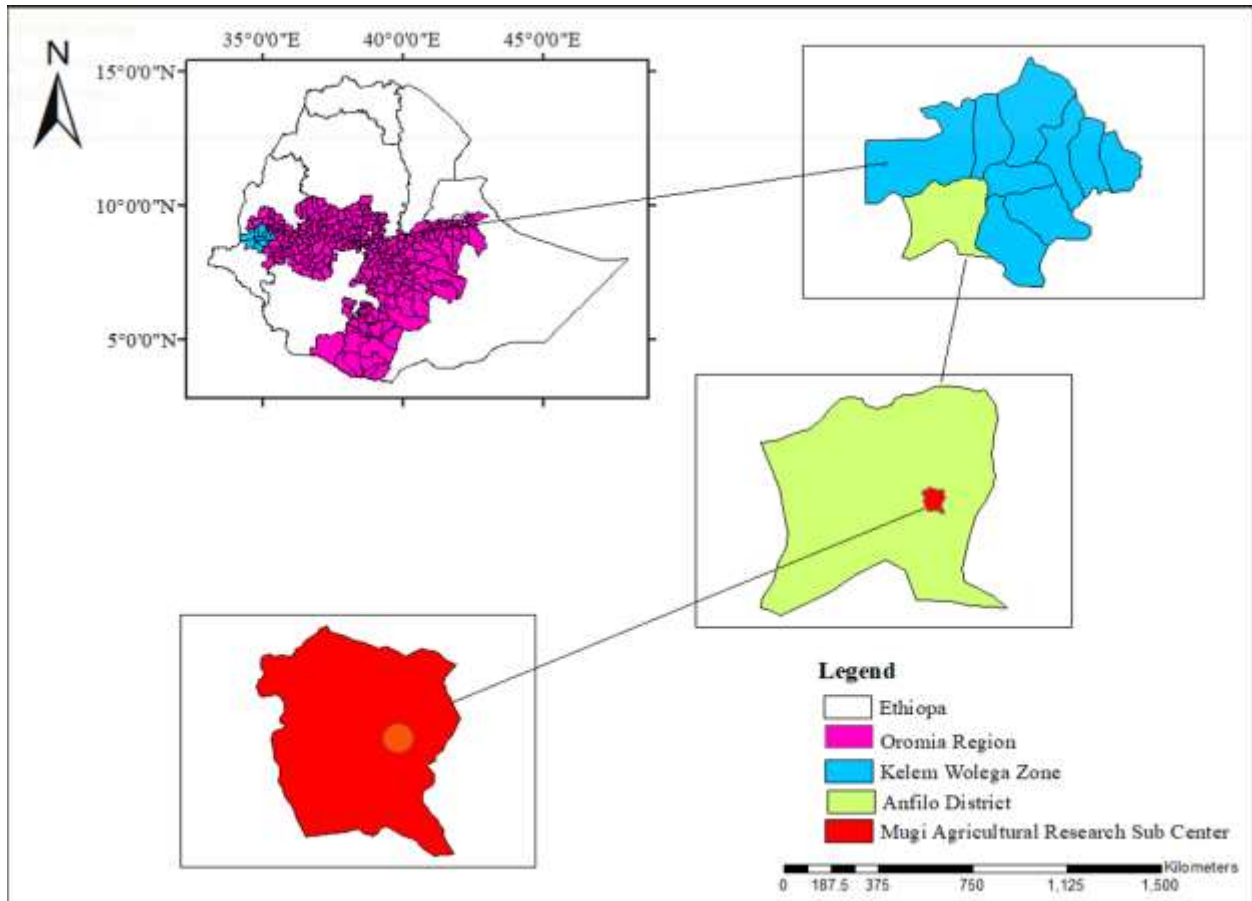 N
35°0'0"E 40°0'0"E 45°0'0"E
15°0'0"N
10°0'0"N
5°0'0"N
Legend
Ethiopa
Oromia Region
Kelem Wolega Zone
Anfilo District
Mugi Agricultural Research Sub Center
Kilometers
0 187.5 375 750 1,125 1,500